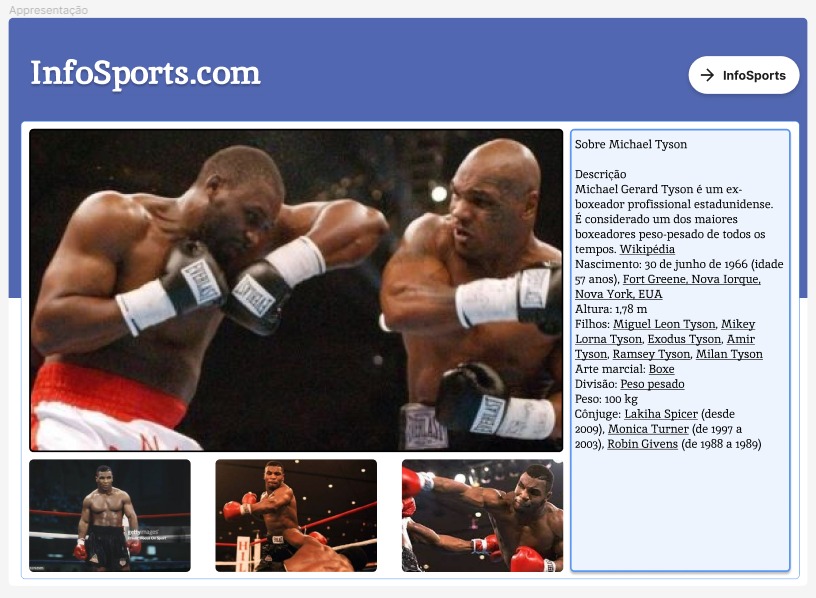 Appresentação
InfoSports.com
→ InfoSports
EVERLAST
EVERLAST
EVERLAST
EVERLAST
EVERLAST
gettyimages
Sobre Michael Tyson
Descrição
Michael Gerard Tyson é um ex-
boxeador profissional estadunidense.
É considerado um dos maiores
boxeadores peso-pesado de todos os
tempos. Wikipédia
Nascimento: 30 de junho de 1966 (idade
57 anos), Fort Greene, Nova Iorque,
Nova York, EUA
Altura: 1,78 m
Filhos: Miguel Leon Tyson, Mikey
Lorna Tyson, Exodus Tyson, Amir
Tyson, Ramsey Tyson, Milan Tyson
Arte marcial: Boxe
Divisão: Peso pesado
Peso: 100 kg
Cônjuge: Lakiha Spicer (desde
2009), Monica Turner (de 1997 a
2003), Robin Givens (de 1988 a 1989)